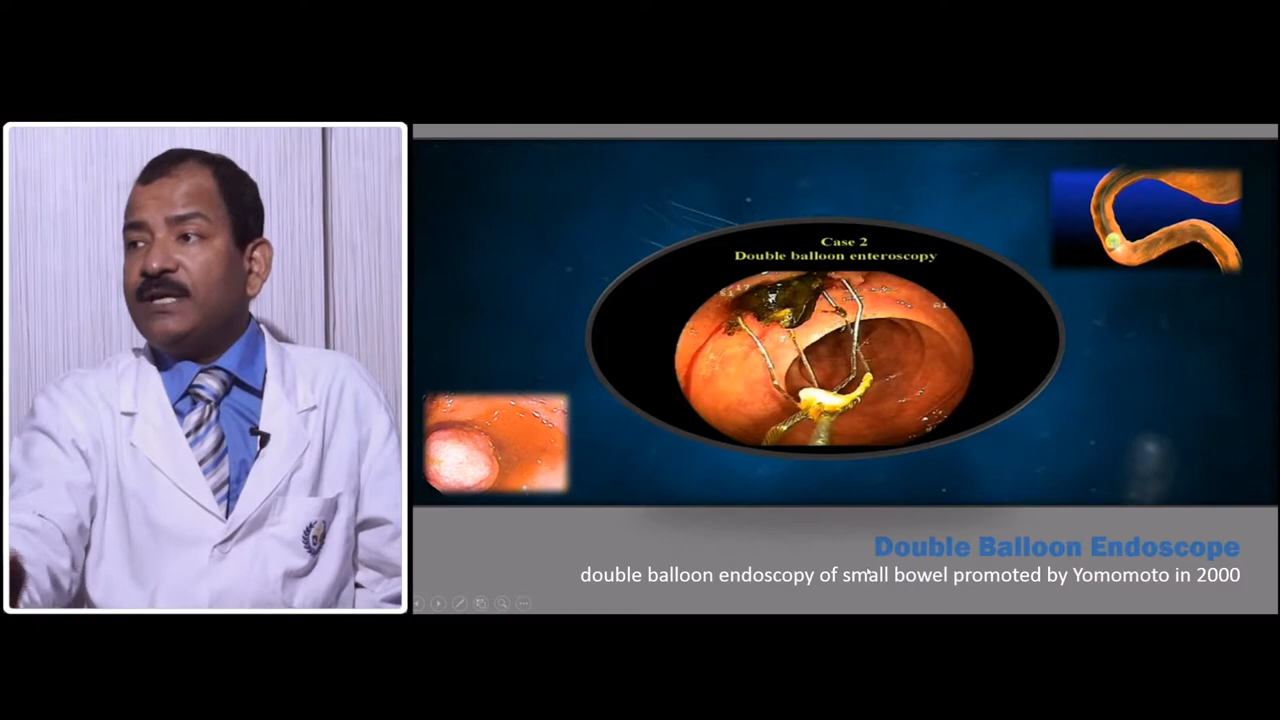 Case 2
Double balloon enteroscopy
Double Balloon Endoscope
double balloon endoscopy of small bowel promoted by Yomomoto in 2000